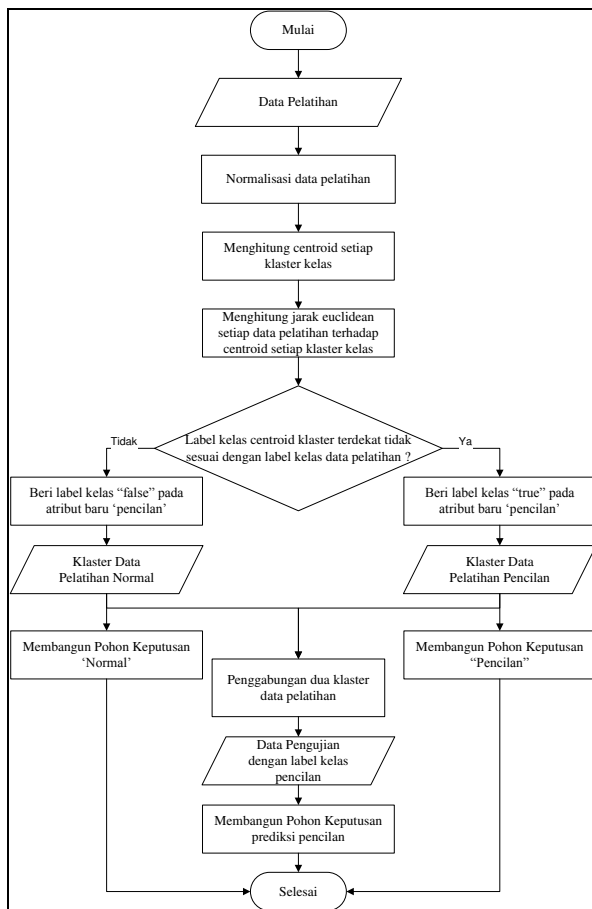 Mulai
Data Pelatihan
Normalisasi data pelatihan
Menghitung centroid setiap
klaster kelas
Menghitung jarak euclidean
setiap data pelatihan terhadap
centroid setiap klaster kelas
Label kelas centroid klaster terdekat tidak
sesuai dengan label kelas data pelatihan ?
Tidak
Ya
Beri label kelas “false” pada
atribut baru ‘pencilan’
Beri label kelas “true” pada
atribut baru ‘pencilan’
Klaster Data
Pelatihan Normal
Klaster Data
Pelatihan Pencilan
Membangun Pohon Keputusan
‘Normal’
Membangun Pohon Keputusan
“Pencilan”
Penggabungan dua klaster
data pelatihan
Data Pengujian
dengan label kelas
pencilan
Membangun Pohon Keputusan
prediksi pencilan
Selesai